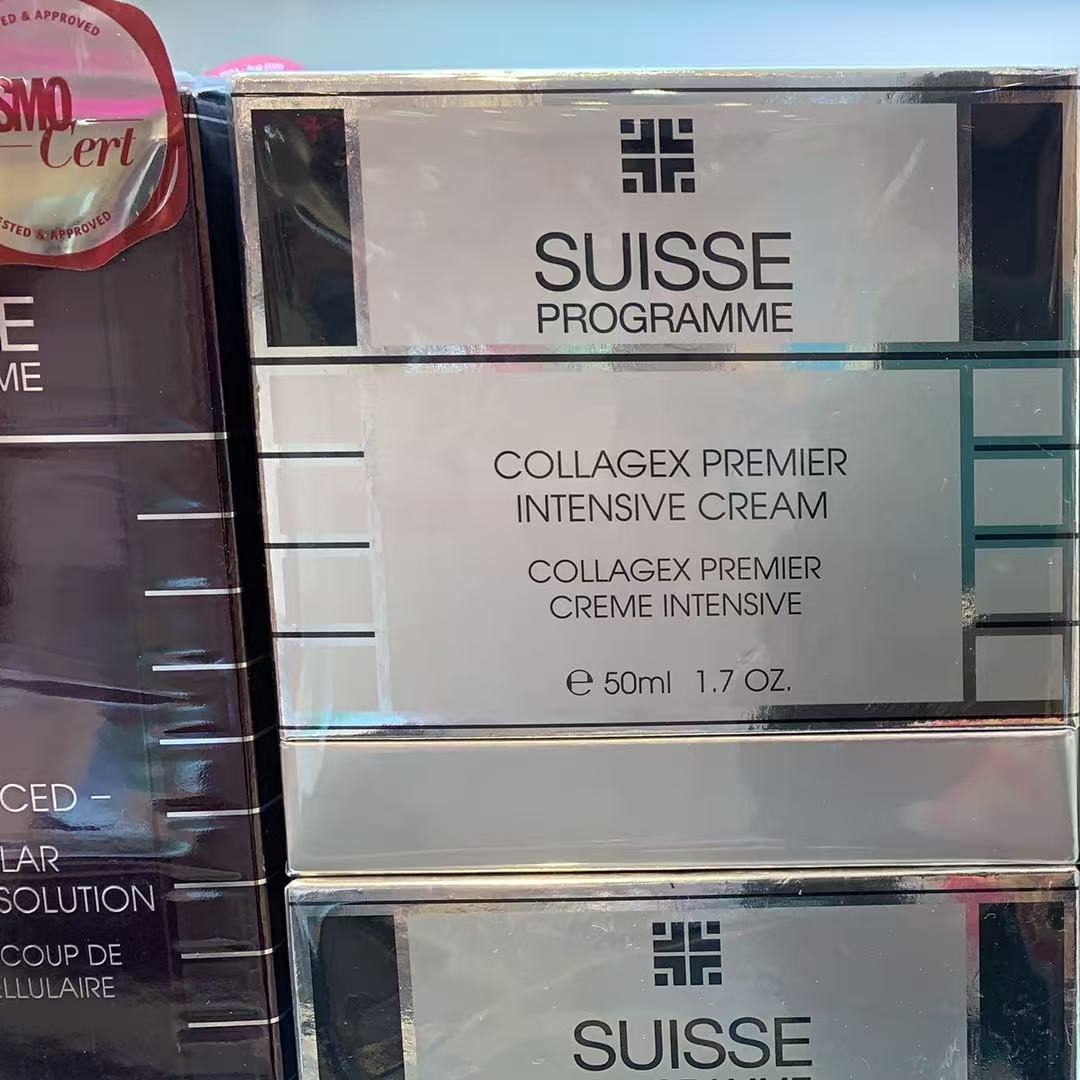 ED & APPROVED
SMO
Cert
ESTED & APPROVED
E
ME
CED –
LAR
SOLUTION
COUP DE
ELLULAIRE
SUISSE
PROGRAMME
COLLAGEX PREMIER
INTENSIVE CREAM
COLLAGEX PREMIER
CREME INTENSIVE
℮ 50ml 1.7 OZ.
SUISSE